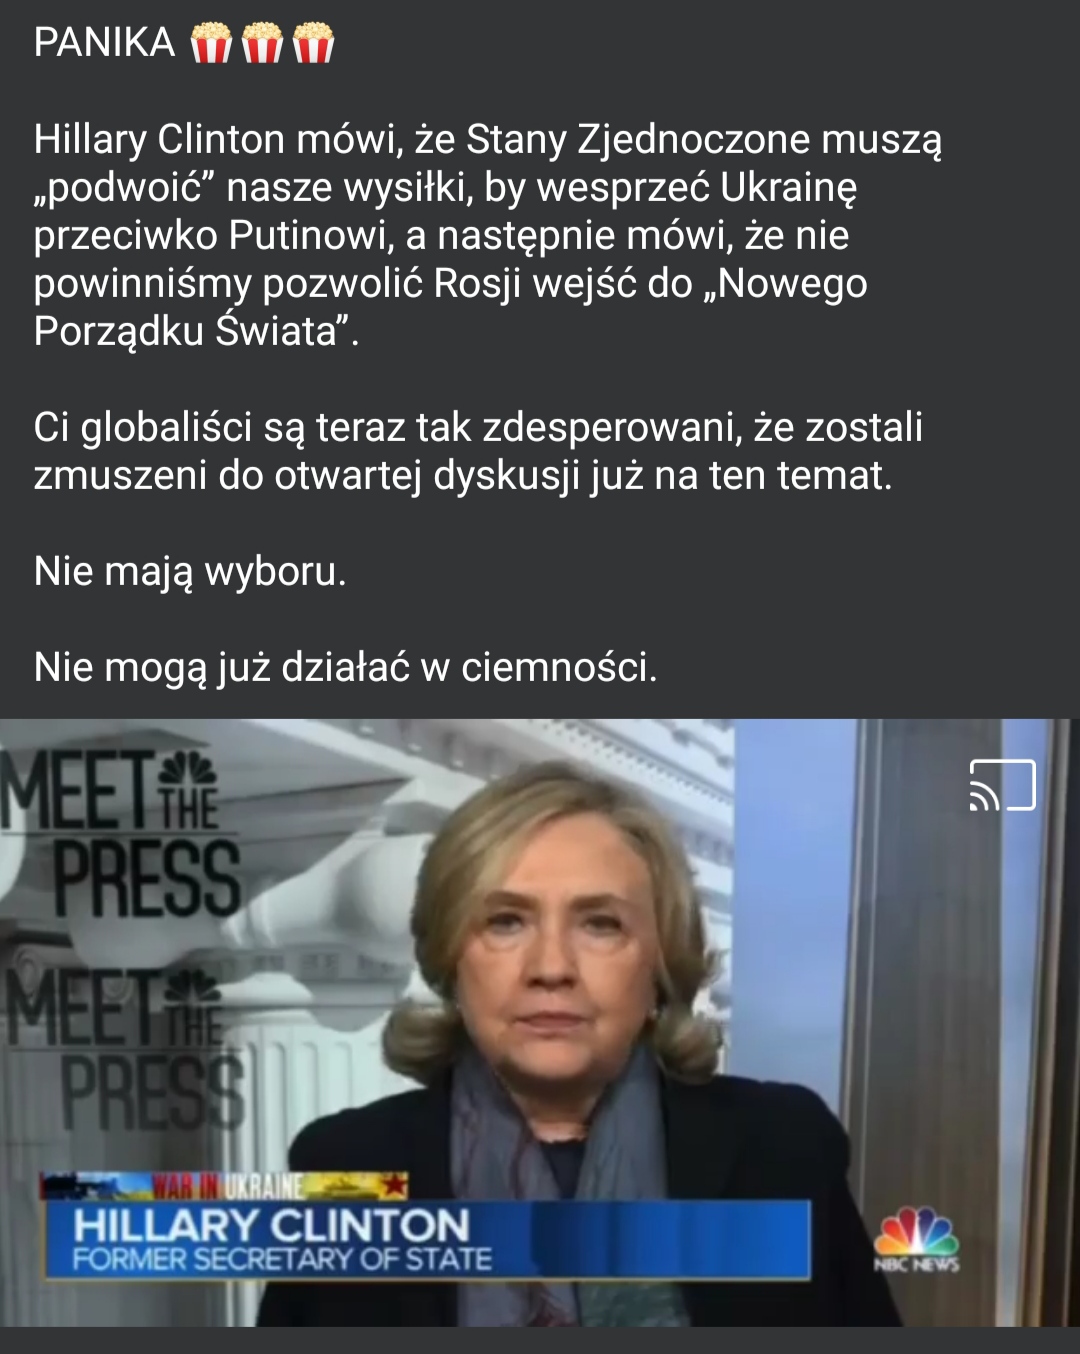 PANIKA 🍿🍿🍿
Hillary Clinton mówi, że Stany Zjednoczone muszą
„podwoić” nasze wysiłki, by wesprzeć Ukrainę
przeciwko Putinowi, a następnie mówi, że nie
powinniśmy pozwolić Rosji wejść do „Nowego
Porządku Świata”.
Ci globaliści są teraz tak zdesperowani, że zostali
zmuszeni do otwartej dyskusji już na ten temat.
Nie mają wyboru.
Nie mogą już działać w ciemności.
MEET
THE
PRESS
MEET
THE
PRESS
WAR IN UKRAINE
HILLARY CLINTON
FORMER SECRETARY OF STATE
NBC NEWS